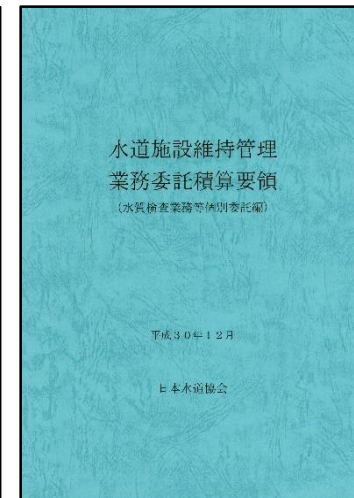 水道施設維持管理
業務委託積算要領
(水質検査業務等個別委託編)
平成30年12月
日本水道協会